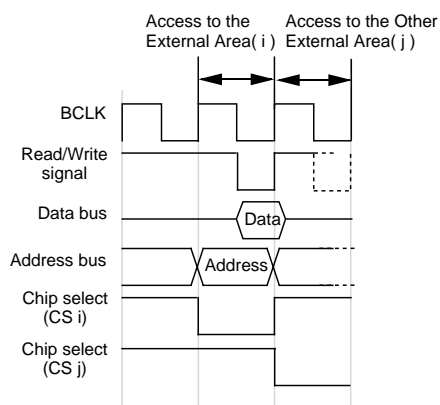 Access to the
External Area( i )
Access to the Other
External Area( j )
BCLK
Read/Write
signal
Data bus
Data
Address bus
Address
Chip select
(CS i)
Chip select
(CS j)